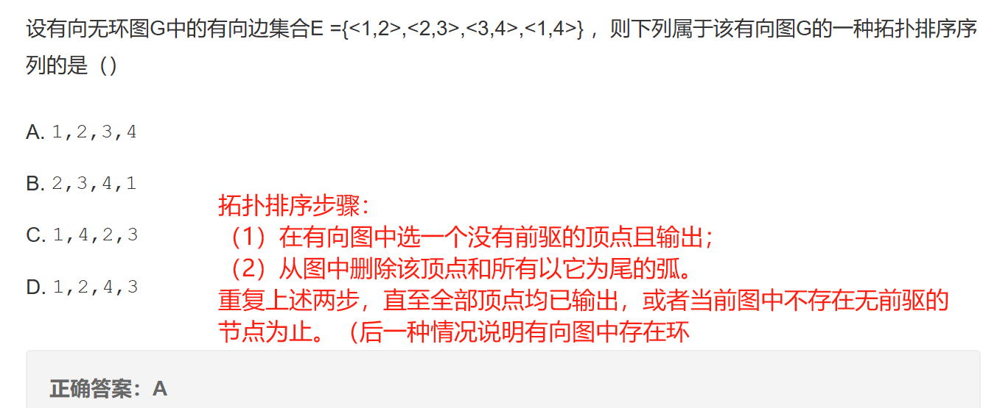 设有向无环图G中的有向边集合E ={<1,2>,<2,3>,<3,4>,<1,4>} ，则下列属于该有向图G的一种拓扑排序序
列的是（）
A. 1,2,3,4
B. 2,3,4,1
C. 1,4,2,3
D. 1,2,4,3
拓扑排序步骤：
（1）在有向图中选一个没有前驱的顶点且输出；
（2）从图中删除该顶点和所有以它为尾的弧。
重复上述两步，直至全部顶点均已输出，或者当前图中不存在无前驱的
节点为止。（后一种情况说明有向图中存在环
正确答案：A